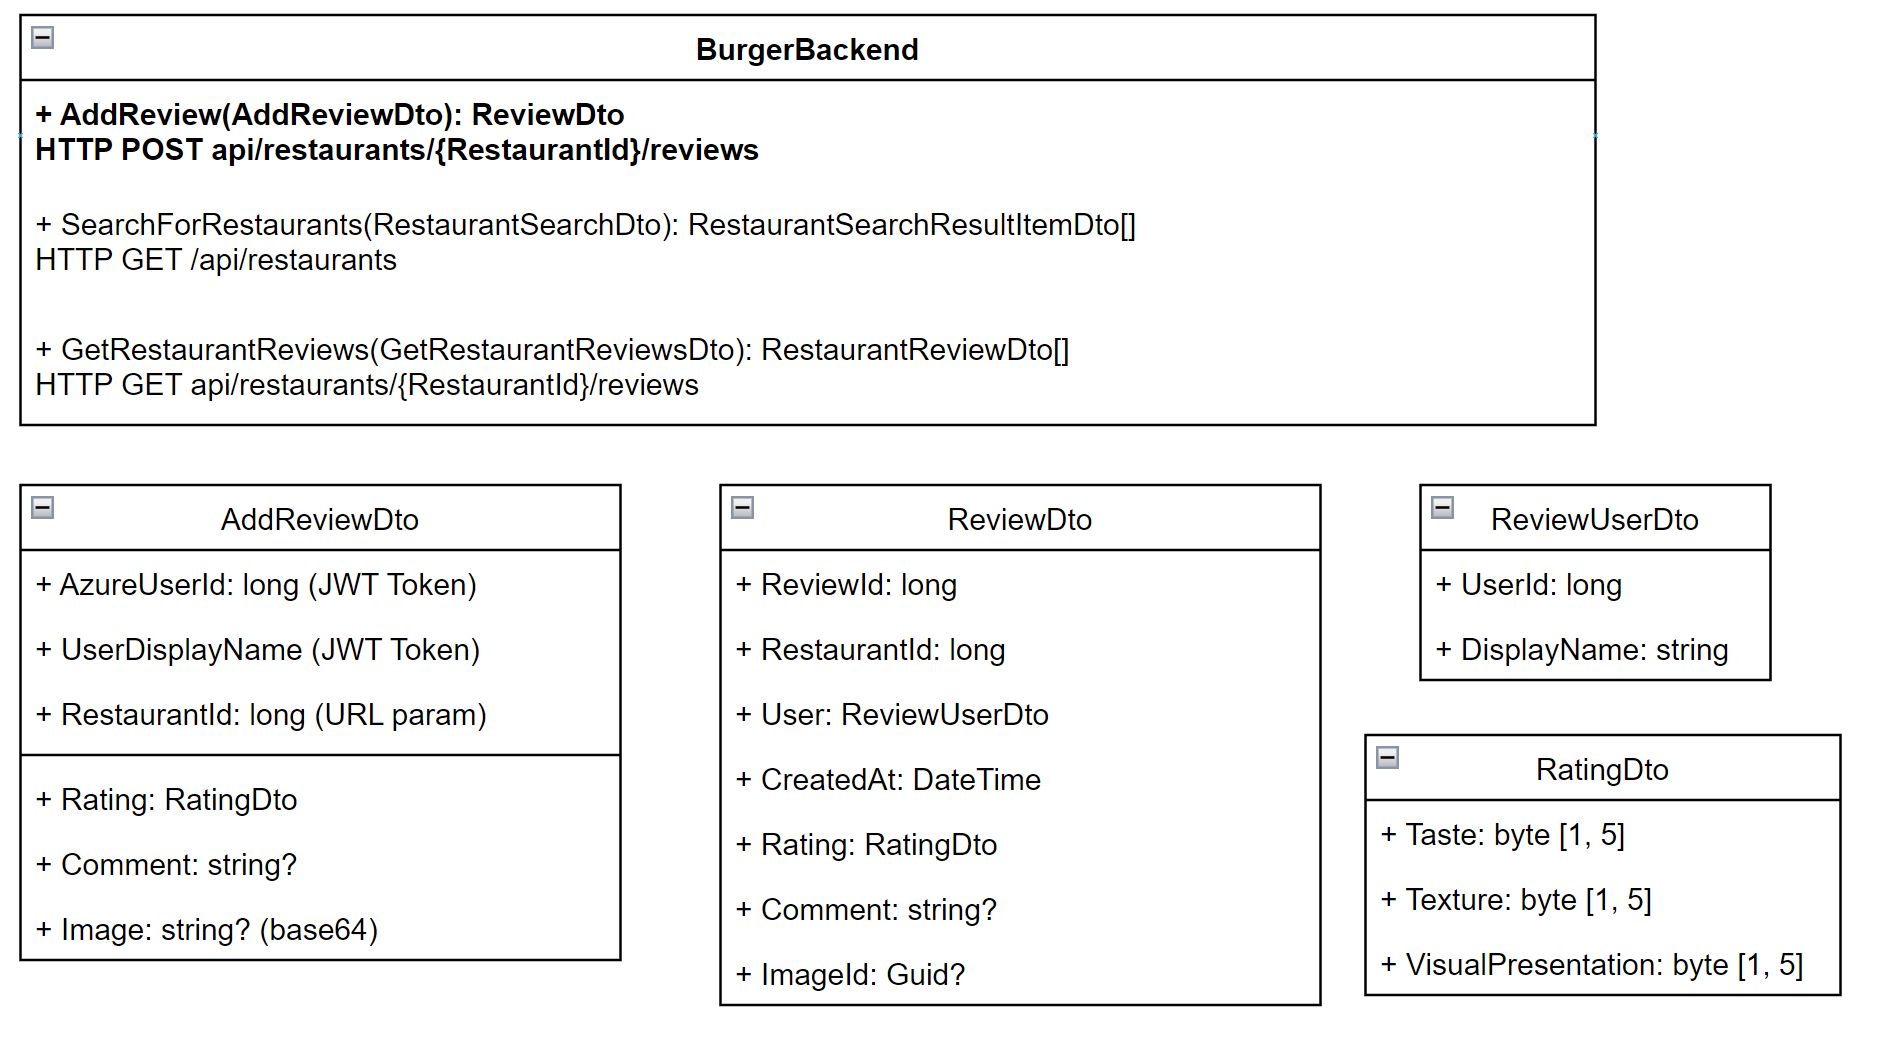 BurgerBackend
+ AddReview(AddReviewDto): ReviewDto
HTTP POST api/restaurants/{RestaurantId}/reviews
+ SearchForRestaurants(RestaurantSearchDto): RestaurantSearchResultItemDto[]
HTTP GET /api/restaurants
+ GetRestaurantReviews(GetRestaurantReviewsDto): RestaurantReviewDto[]
HTTP GET api/restaurants/{RestaurantId}/reviews
AddReviewDto
+ AzureUserId: long (JWT Token)
+ UserDisplayName (JWT Token)
+ RestaurantId: long (URL param)
+ Rating: RatingDto
+ Comment: string?
+ Image: string? (base64)
ReviewDto
+ ReviewId: long
+ RestaurantId: long
+ User: ReviewUserDto
+ CreatedAt: DateTime
+ Rating: RatingDto
+ Comment: string?
+ ImageId: Guid?
ReviewUserDto
+ UserId: long
+ DisplayName: string
RatingDto
+ Taste: byte [1, 5]
+ Texture: byte [1, 5]
+ VisualPresentation: byte [1, 5]